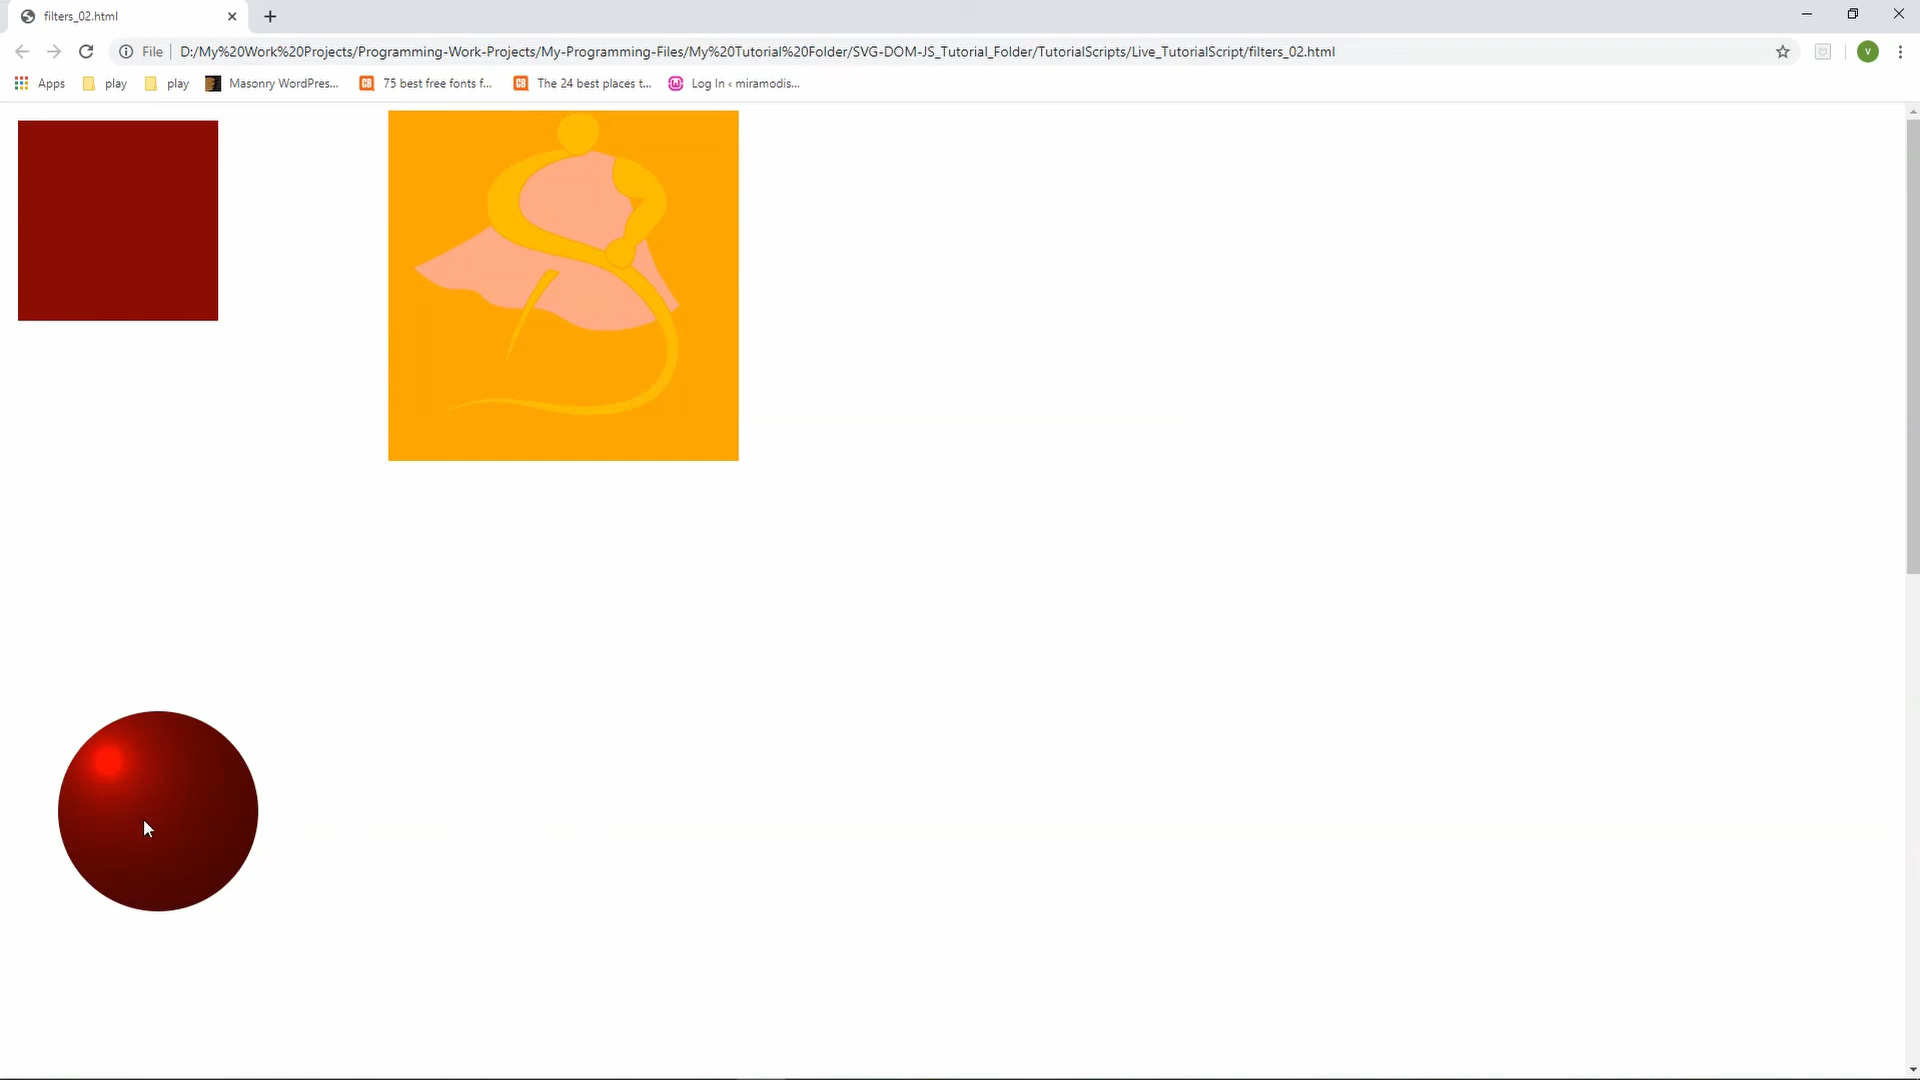 filters_02.html
File D:/My%20Work%20Projects/Programming-Work-Projects/My-Programming-Files/My%20Tutorial%20Folder/SVG-DOM-JS_Tutorial_Folder/TutorialScripts/Live_TutorialScript/filters_02.html V
Apps play play Masonry WordPres... 75 best free fonts f... The 24 best places t... Log In ‹ miramodis...